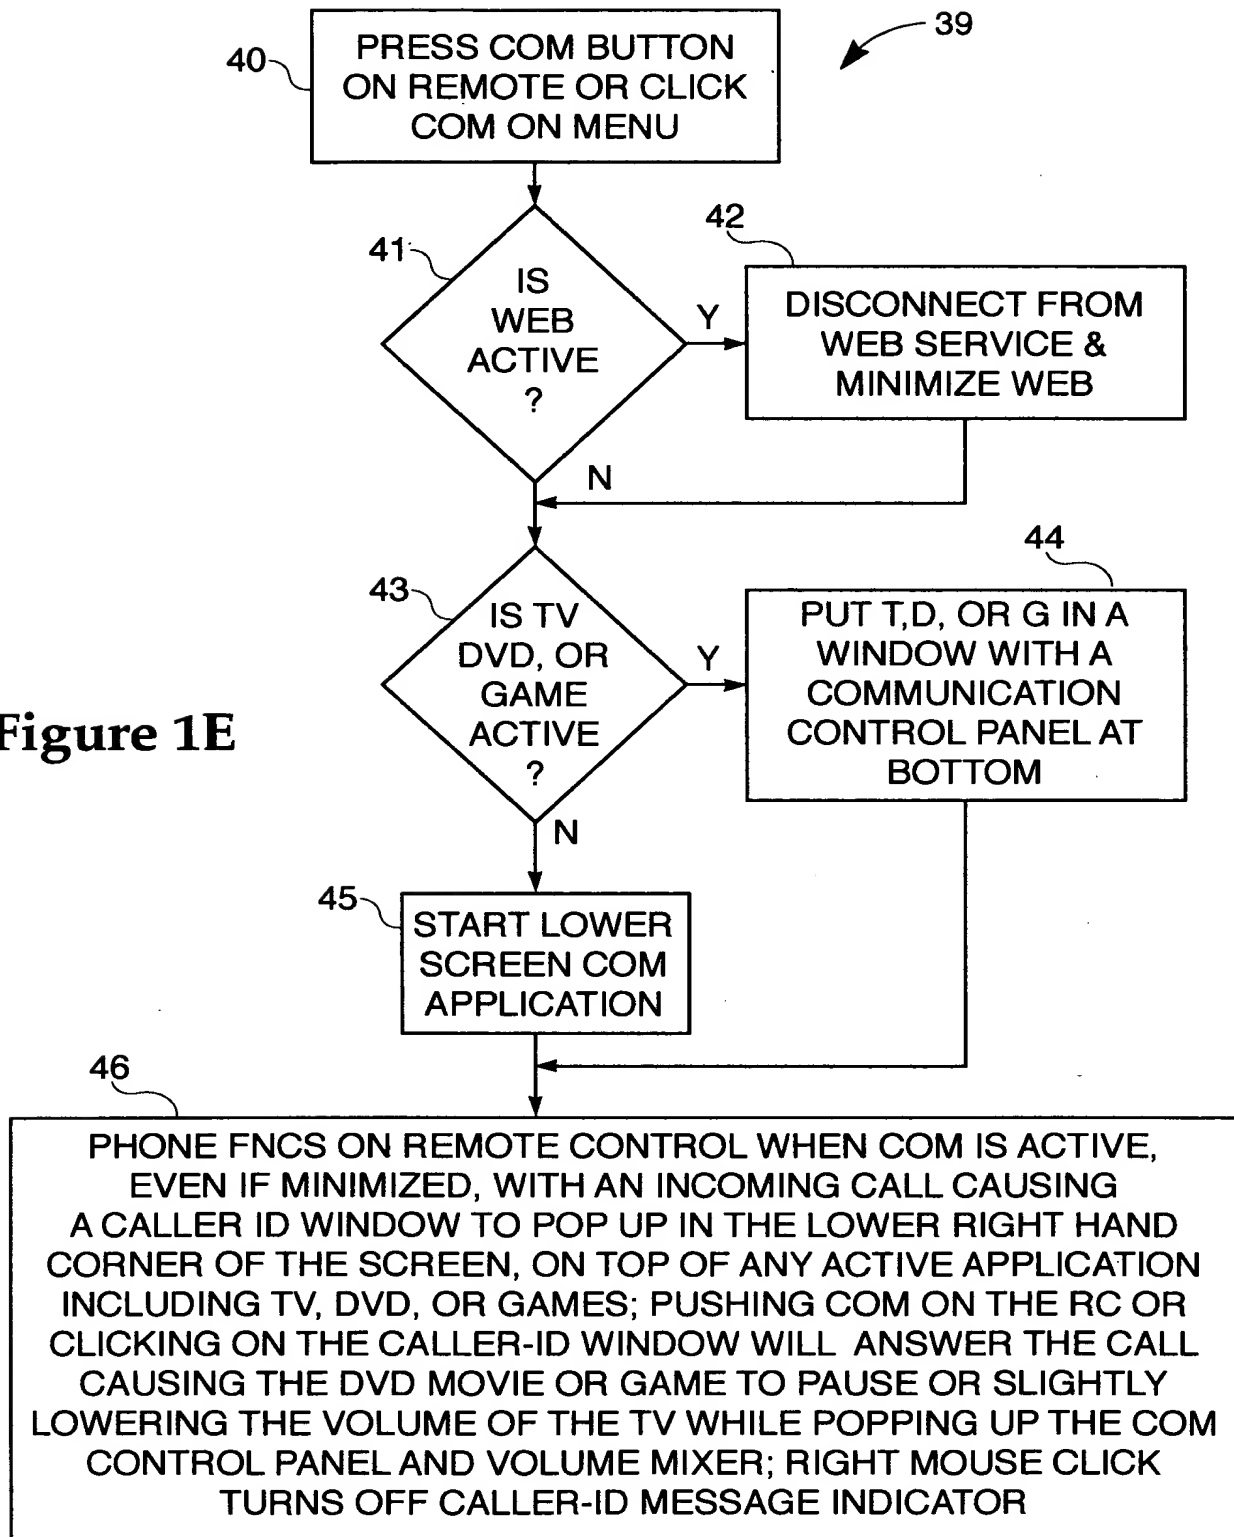 39
40
PRESS COM BUTTON
ON REMOTE OR CLICK
COM ON MENU
41
IS
WEB
ACTIVE
?
Y
42
DISCONNECT FROM
WEB SERVICE &
MINIMIZE WEB
N
43
IS TV
DVD, OR
GAME
ACTIVE
?
Y
44
PUT T,D, OR G IN A
WINDOW WITH A
COMMUNICATION
CONTROL PANEL AT
BOTTOM
Figure 1E
N
45
START LOWER
SCREEN COM
APPLICATION
46
PHONE FNCS ON REMOTE CONTROL WHEN COM IS ACTIVE,
EVEN IF MINIMIZED, WITH AN INCOMING CALL CAUSING
A CALLER ID WINDOW TO POP UP IN THE LOWER RIGHT HAND
CORNER OF THE SCREEN, ON TOP OF ANY ACTIVE APPLICATION
INCLUDING TV, DVD, OR GAMES; PUSHING COM ON THE RC OR
CLICKING ON THE CALLER-ID WINDOW WILL ANSWER THE CALL
CAUSING THE DVD MOVIE OR GAME TO PAUSE OR SLIGHTLY
LOWERING THE VOLUME OF THE TV WHILE POPPING UP THE COM
CONTROL PANEL AND VOLUME MIXER; RIGHT MOUSE CLICK
TURNS OFF CALLER-ID MESSAGE INDICATOR